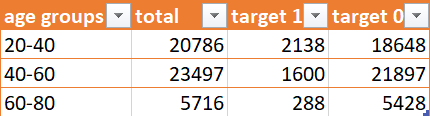 age groups total target 1 target 0
20-40 20786 2138 18648
40-60 23497 1600 21897
60-80 5716 288 5428